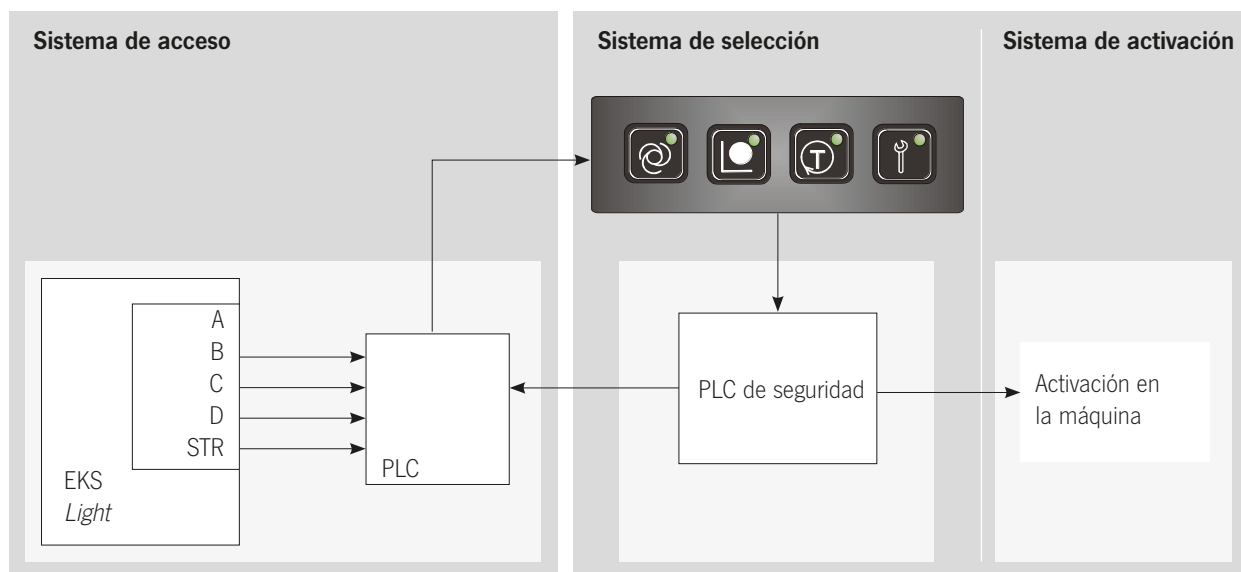 Sistema de acceso
Sistema de selección
Sistema de activación
T
A
B
C
D
STR
EKS
Light
PLC
PLC de seguridad
Activación en
la máquina